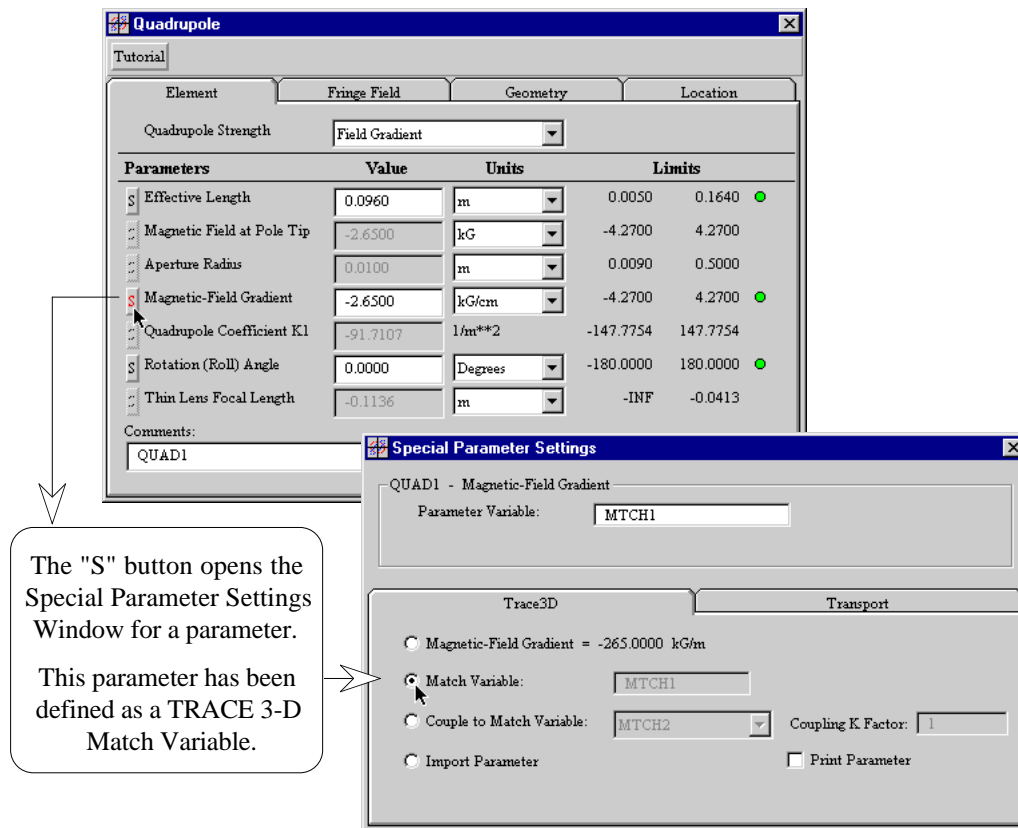 Quadrupole
Tutorial
Element Fringe Field Geometry Location
Quadrupole Strength Field Gradient
Parameters Value Units Limits
S Effective Length 0.0960 m 0.0050 0.1640
Magnetic Field at Pole Tip -2.6500 kG -4.2700 4.2700
Aperture Radius 0.0100 m 0.0090 0.5000
S Magnetic-Field Gradient -2.6500 kG/cm -4.2700 4.2700
Quadrupole Coefficient K1 -91.7107 1/m**2 -147.7754 147.7754
S Rotation (Roll) Angle 0.0000 Degrees -180.0000 180.0000
Thin Lens Focal Length -0.1136 m -INF -0.0413
Comments:
QUAD1
Special Parameter Settings
QUAD1 - Magnetic-Field Gradient
Parameter Variable: MTCH1
Trace3D Transport
Magnetic-Field Gradient = -265.0000 kG/m
Match Variable: MTCH1
Couple to Match Variable: MTCH2 Coupling K Factor: 1
Import Parameter Print Parameter
The "S" button opens the
Special Parameter Settings
Window for a parameter.
This parameter has been
defined as a TRACE 3-D
Match Variable.